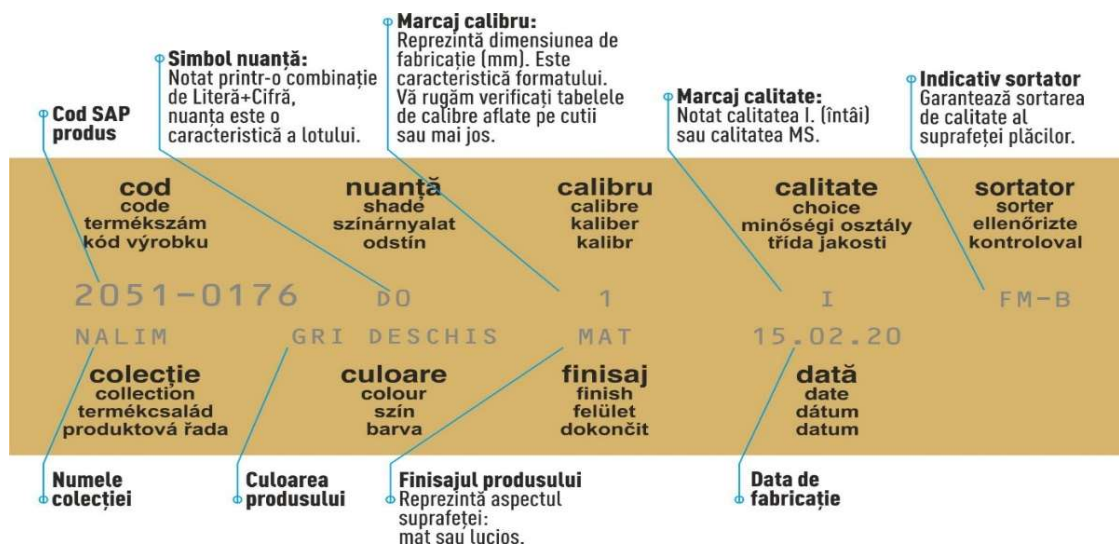 Cod SAP
produs
Simbol nuanță:
Notat printr-o combinație
de Literă+Cifră,
nuanța este o
caracteristică a lotului.
Marcaj calibru:
Reprezintă dimensiunea de
fabricație (mm). Este
caracteristică formatului.
Vă rugăm verificați tabelele
de calibre aflate pe cutii
sau mai jos.
Marcaj calitate:
Notat calitatea I. (întâi)
sau calitatea MS.
Indicativ sortator
Garantează sortarea
de calitate al
suprafeței plăcilor.
cod
code
termékszám
kód výrobku
nuanță
shade
színárnyalat
odstín
calibru
calibre
kaliber
kalibr
calitate
choice
minőségi osztály
třída jakosti
sortator
sorter
ellenőrizte
kontroloval
2051-0176 DO 1 I FM-B
NALIM GRI DESCHIS MAT 15.02.20
colecție
collection
termékcsalád
produktová řada
culoare
colour
szín
barva
finisaj
finish
felület
dokončit
dată
date
dátum
datum
Numele
colecției
Culoarea
produsului
Finisajul produsului
Reprezintă aspectul
suprafeței:
mat sau lucios.
Data de
fabricație